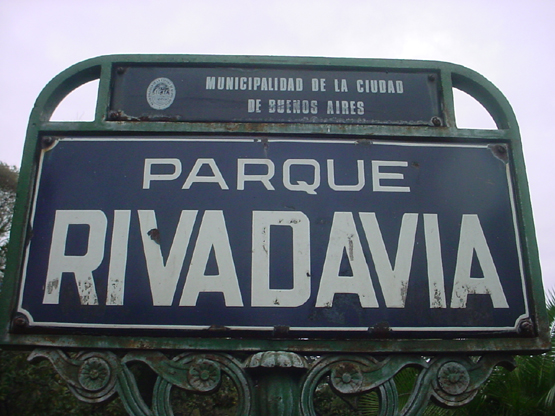 MUNICIPALIDAD DE LA CIUDAD
DE BUENOS AIRES
PARQUE
RIVADAVIA